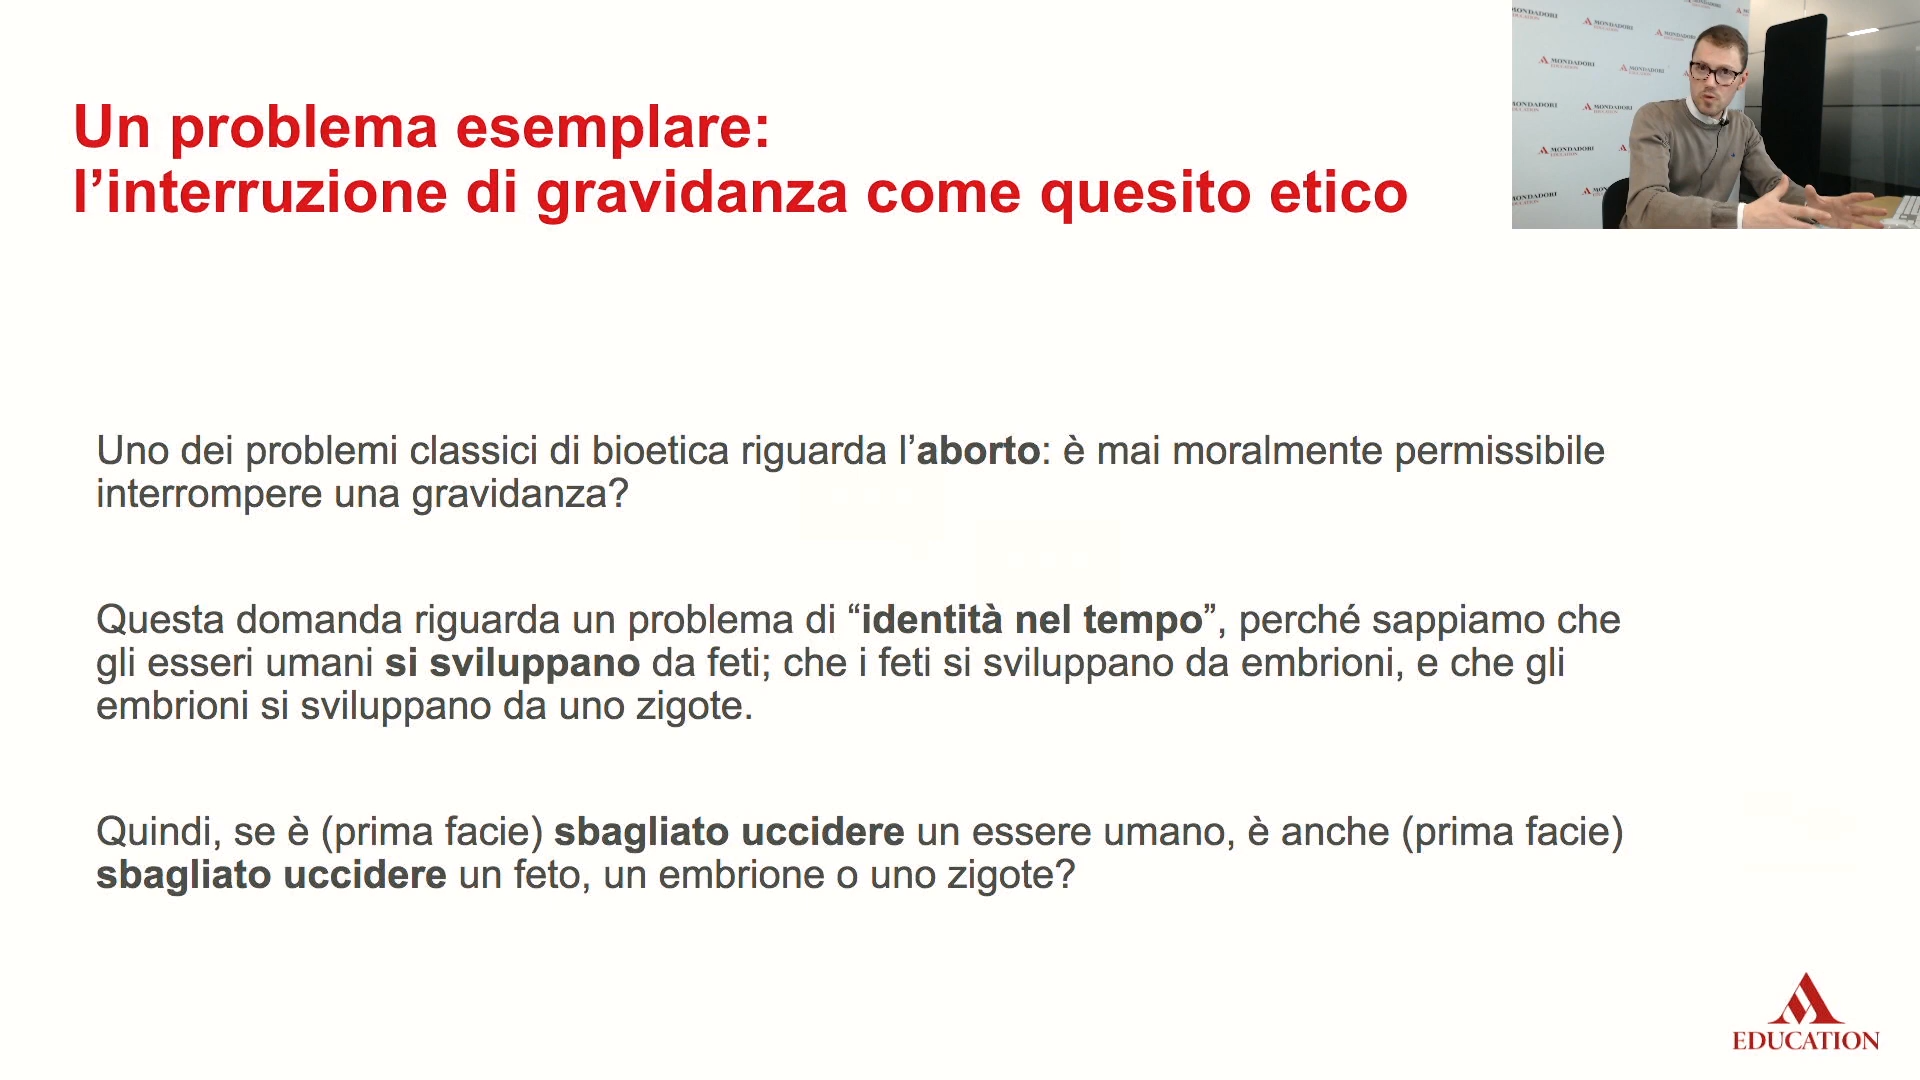 Un problema esemplare:
l’interruzione di gravidanza come quesito etico
MONDADORI
EDUCATION
Uno dei problemi classici di bioetica riguarda l’aborto: è mai moralmente permissibile
interrompere una gravidanza?
Questa domanda riguarda un problema di “identità nel tempo”, perché sappiamo che
gli esseri umani si sviluppano da feti; che i feti si sviluppano da embrioni, e che gli
embrioni si sviluppano da uno zigote.
Quindi, se è (prima facie) sbagliato uccidere un essere umano, è anche (prima facie)
sbagliato uccidere un feto, un embrione o uno zigote?
EDUCATION